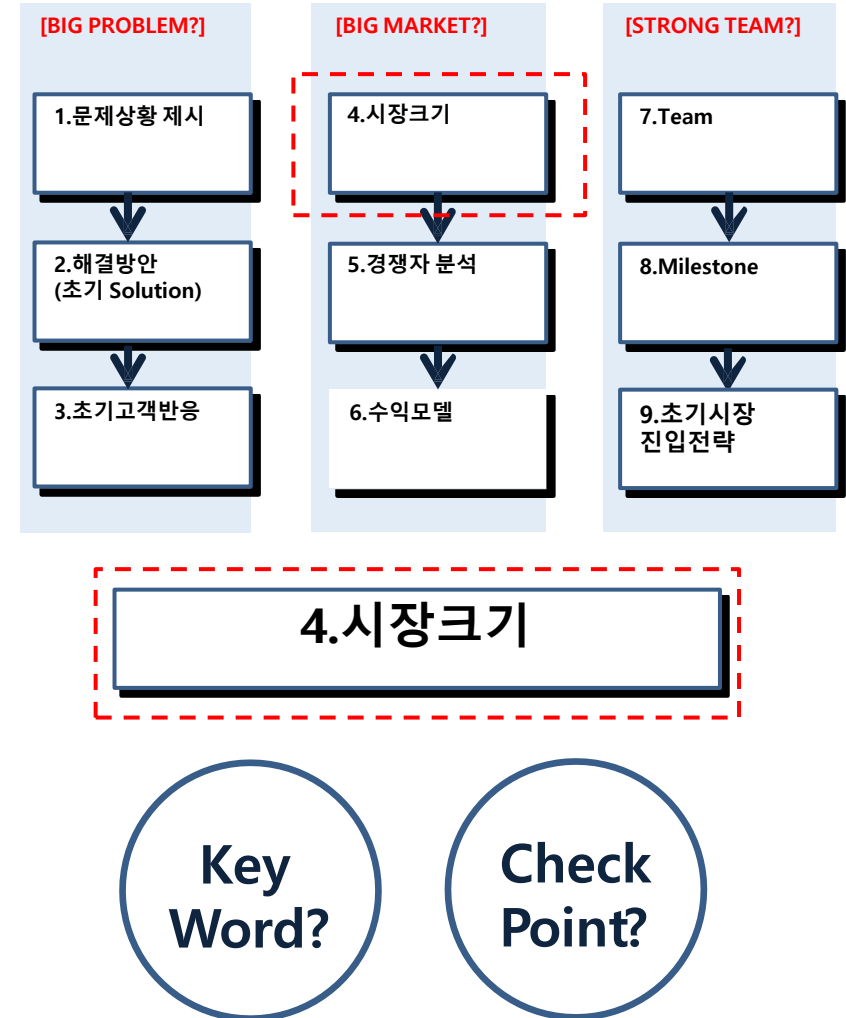 [BIG PROBLEM?]
1.문제상황 제시
2.해결방안
(초기 Solution)
3.초기고객반응
[BIG MARKET?]
4.시장크기
5.경쟁자 분석
6.수익모델
[STRONG TEAM?]
7.Team
8.Milestone
9.초기시장
진입전략
4.시장크기
Key
Word?
Check
Point?